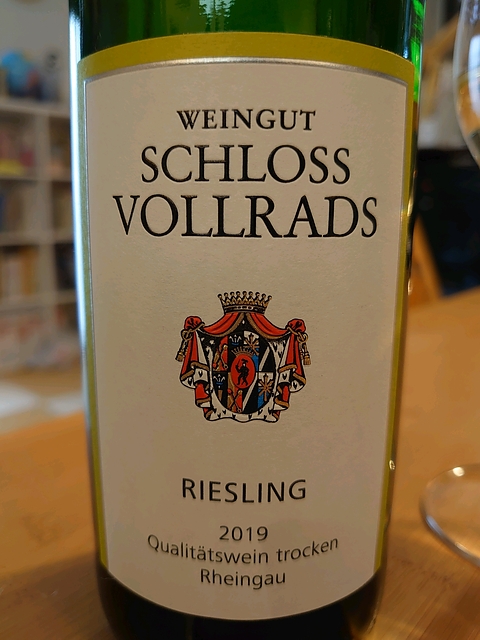 WEINGUT
SCHLOSS
VOLLRADS
RIESLING
2019
Qualitätswein trocken
Rheingau